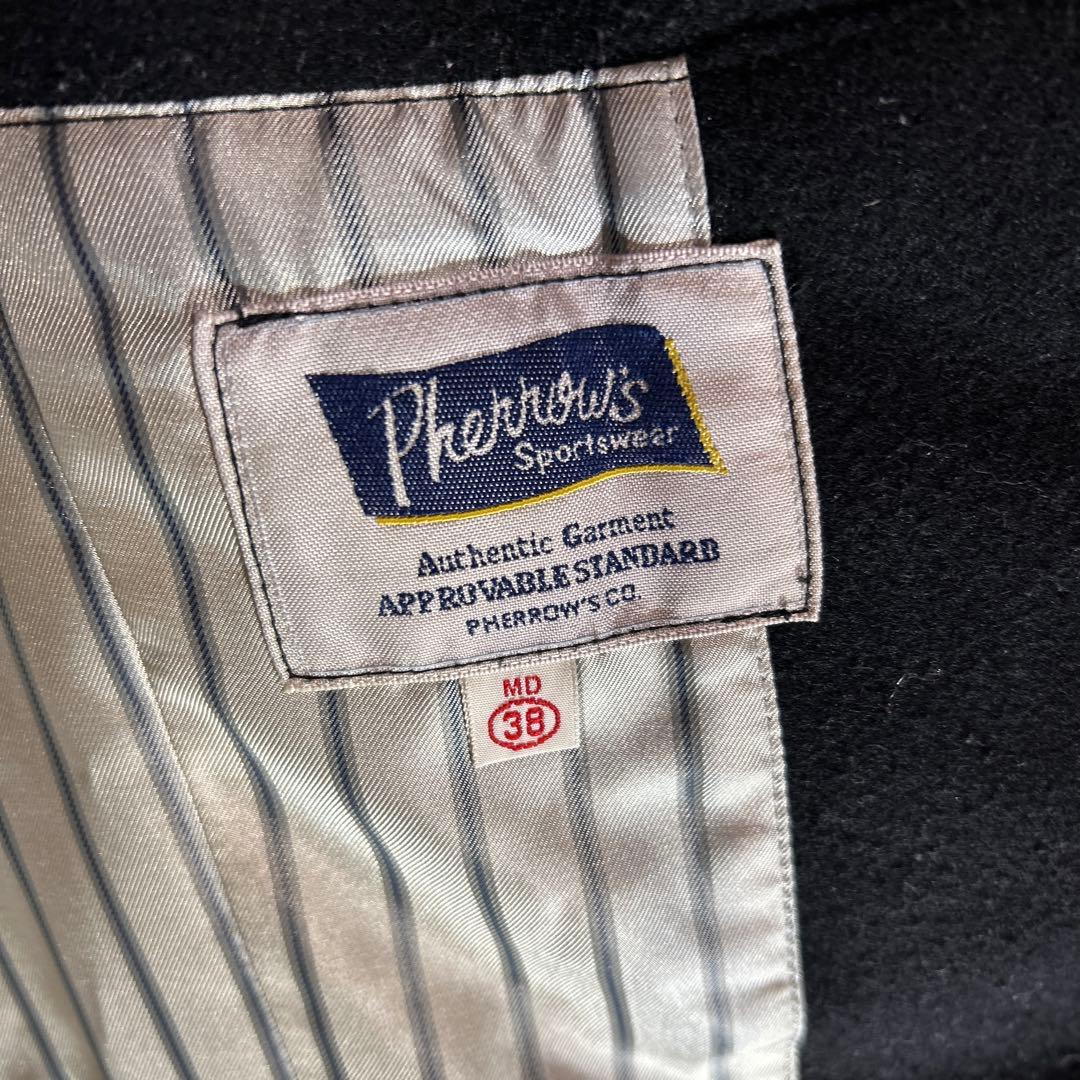 Pherrow's
Sportswear
Authentic Garment
APPROVABLE STANDARD
PHERROW'S CO.
MD
38